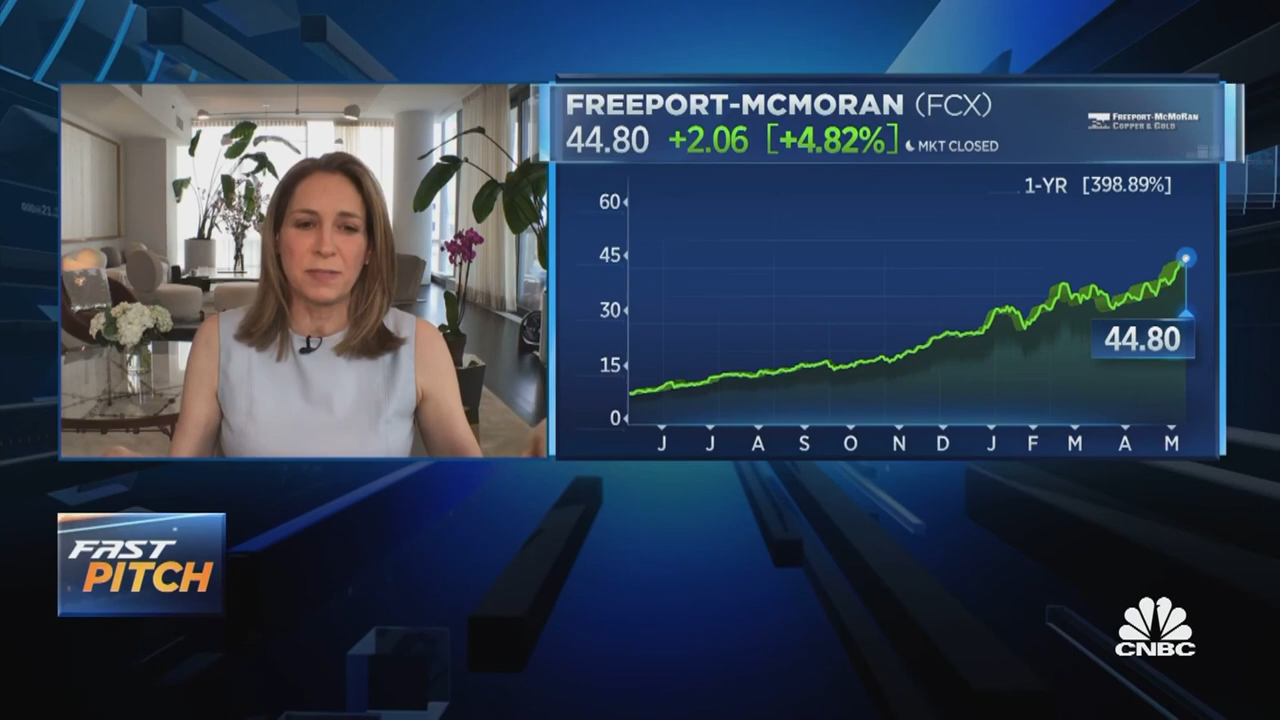 FREEPORT-MCMORAN (FCX)
44.80 +2.06 [+4.82%] MKT CLOSED
FREEPORT-MCMORAN
COPPER & GOLD
1-YR [398.89%]
60
45
30
15
0
44.80
J J A S O N D J F M A M
FAST
PITCH
CNBC